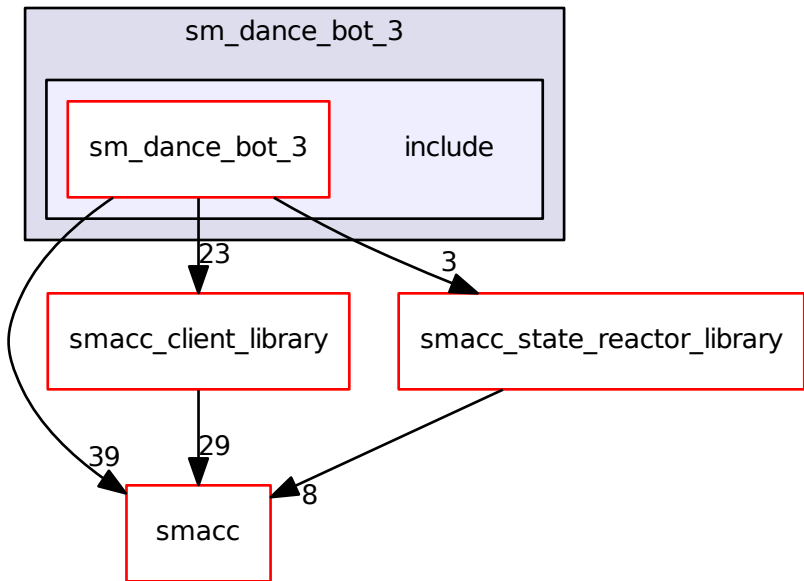 sm_dance_bot_3
sm_dance_bot_3
include
23
3
smacc_client_library
smacc_state_reactor_library
39
29
8
smacc